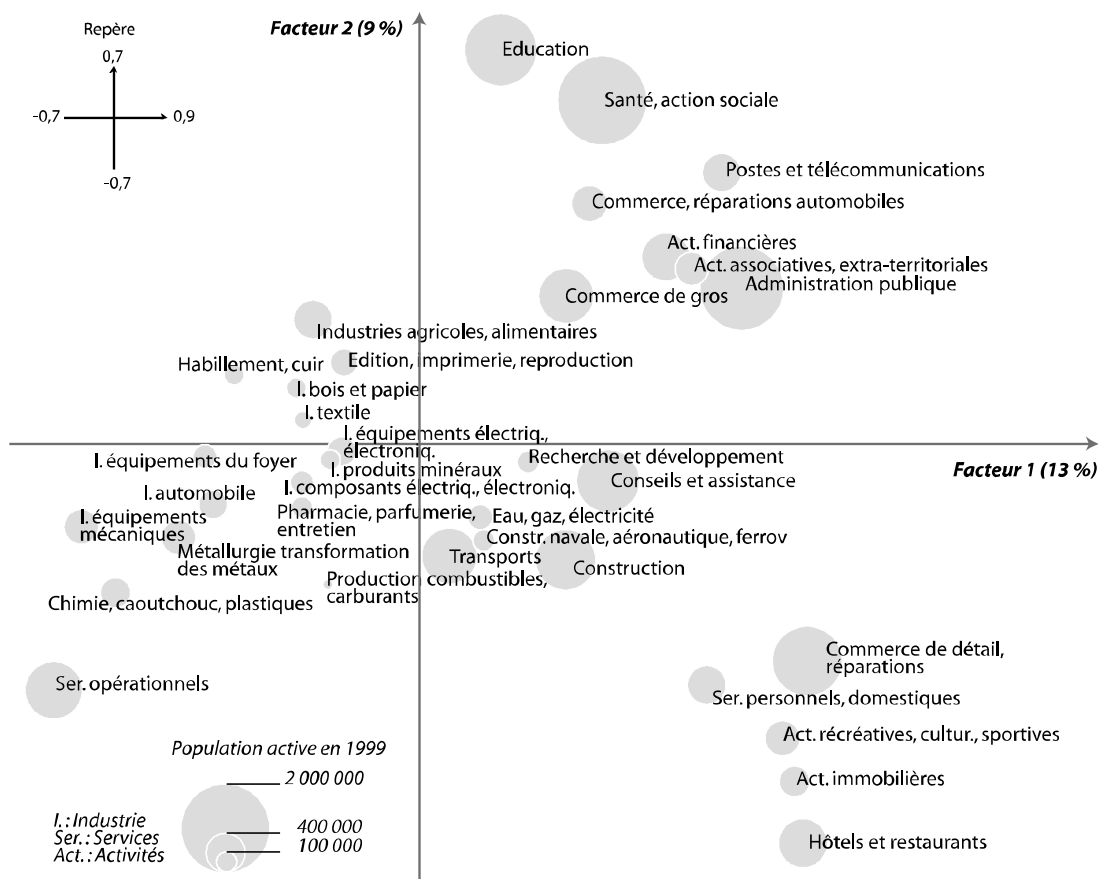 Repère
0,7
-0,7
0,9
-0,7
Facteur 2 (9 %)
Education
Santé, action sociale
Postes et télécommunications
Commerce, réparations automobiles
Act. financières
Act. associatives, extra-territoriales
Administration publique
Commerce de gros
Industries agricoles, alimentaires
Habillement, cuir
Edition, imprimerie, reproduction
I. bois et papier
I. textile
I. équipements électriq.,
électroniq.
I. équipements du foyer
I. produits minéraux
Recherche et développement
Facteur 1 (13 %)
Conseils et assistance
I. composants électriq., électroniq.
I. automobile
Pharmacie, parfumerie,
entretien
Eau, gaz, électricité
I. équipements
mécaniques
Constr. navale, aéronautique, ferrov
Métallurgie transformation
des métaux
Transports
Construction
Production combustibles,
carburants
Chimie, caoutchouc, plastiques
Commerce de détail,
réparations
Ser. opérationnels
Ser. personnels, domestiques
Act. récréatives, cultur., sportives
Act. immobilières
Hôtels et restaurants
Population active en 1999
2 000 000
400 000
100 000
I. : Industrie
Ser. : Services
Act. : Activités